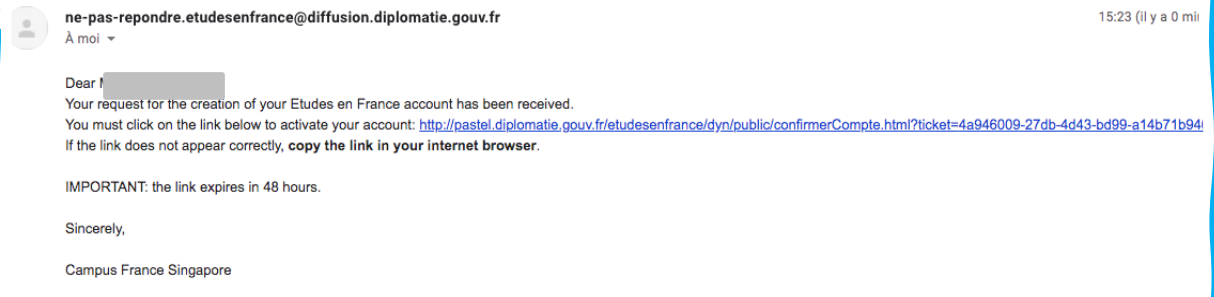 ne-pas-repondre.etudesenfrance@diffusion.diplomatie.gouv.fr
15:23 (il y a 0 mi
À moi
Dear
Your request for the creation of your Etudes en France account has been received.
You must click on the link below to activate your account: http://pastel.diplomatie.gouv.fr/etudesenfrance/dyn/public/confirmerCompte.html?ticket=4a946009-27db-4d43-bd99-a14b71b94
If the link does not appear correctly, copy the link in your internet browser.
IMPORTANT: the link expires in 48 hours.
Sincerely,
Campus France Singapore